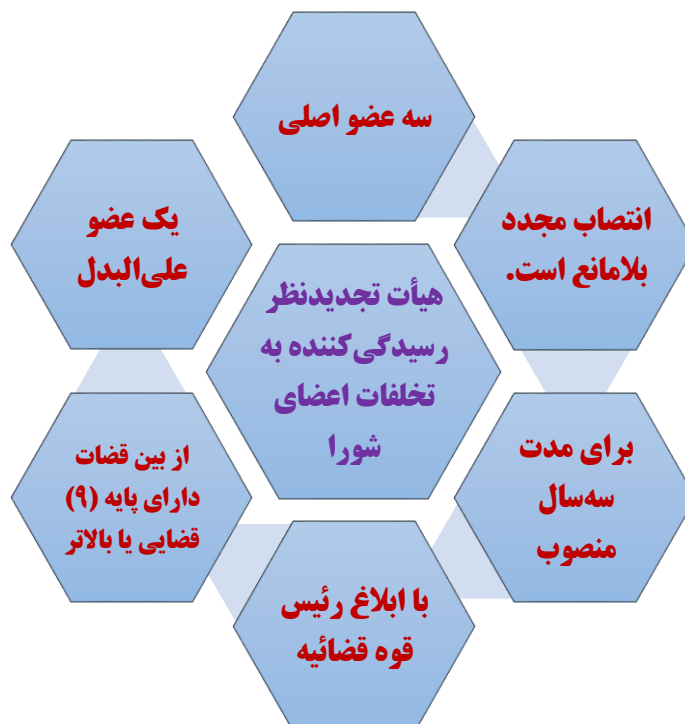 سه عضو اصلی
انتصاب مجدد
بلامانع است.
برای مدت
سه‌سال
منصوب
با ابلاغ رئیس
قوه قضائیه
از بین قضات
دارای پایه (۹)
قضایی یا بالاتر
یک عضو
علی‌البدل
هیأت تجدیدنظر
رسیدگی‌کننده به
تخلفات اعضای
شورا